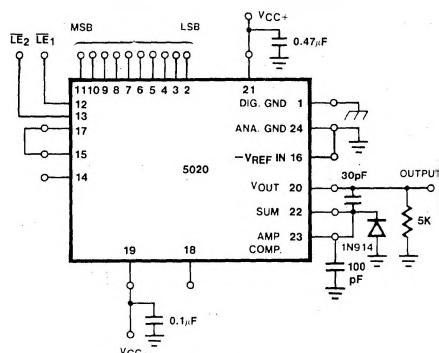 VCC+
0.47μF
LE2 LE1
MSB LSB
11 10 9 8 7 6 5 4 3 2
21
12
13
17
15
14
5020
DIG. GND 1
ANA. GND 24
−VREF IN 16
VOUT 20
SUM 22
AMP 23
COMP.
30pF
OUTPUT
5K
1N914
100
pF
19
18
0.1μF
VCC